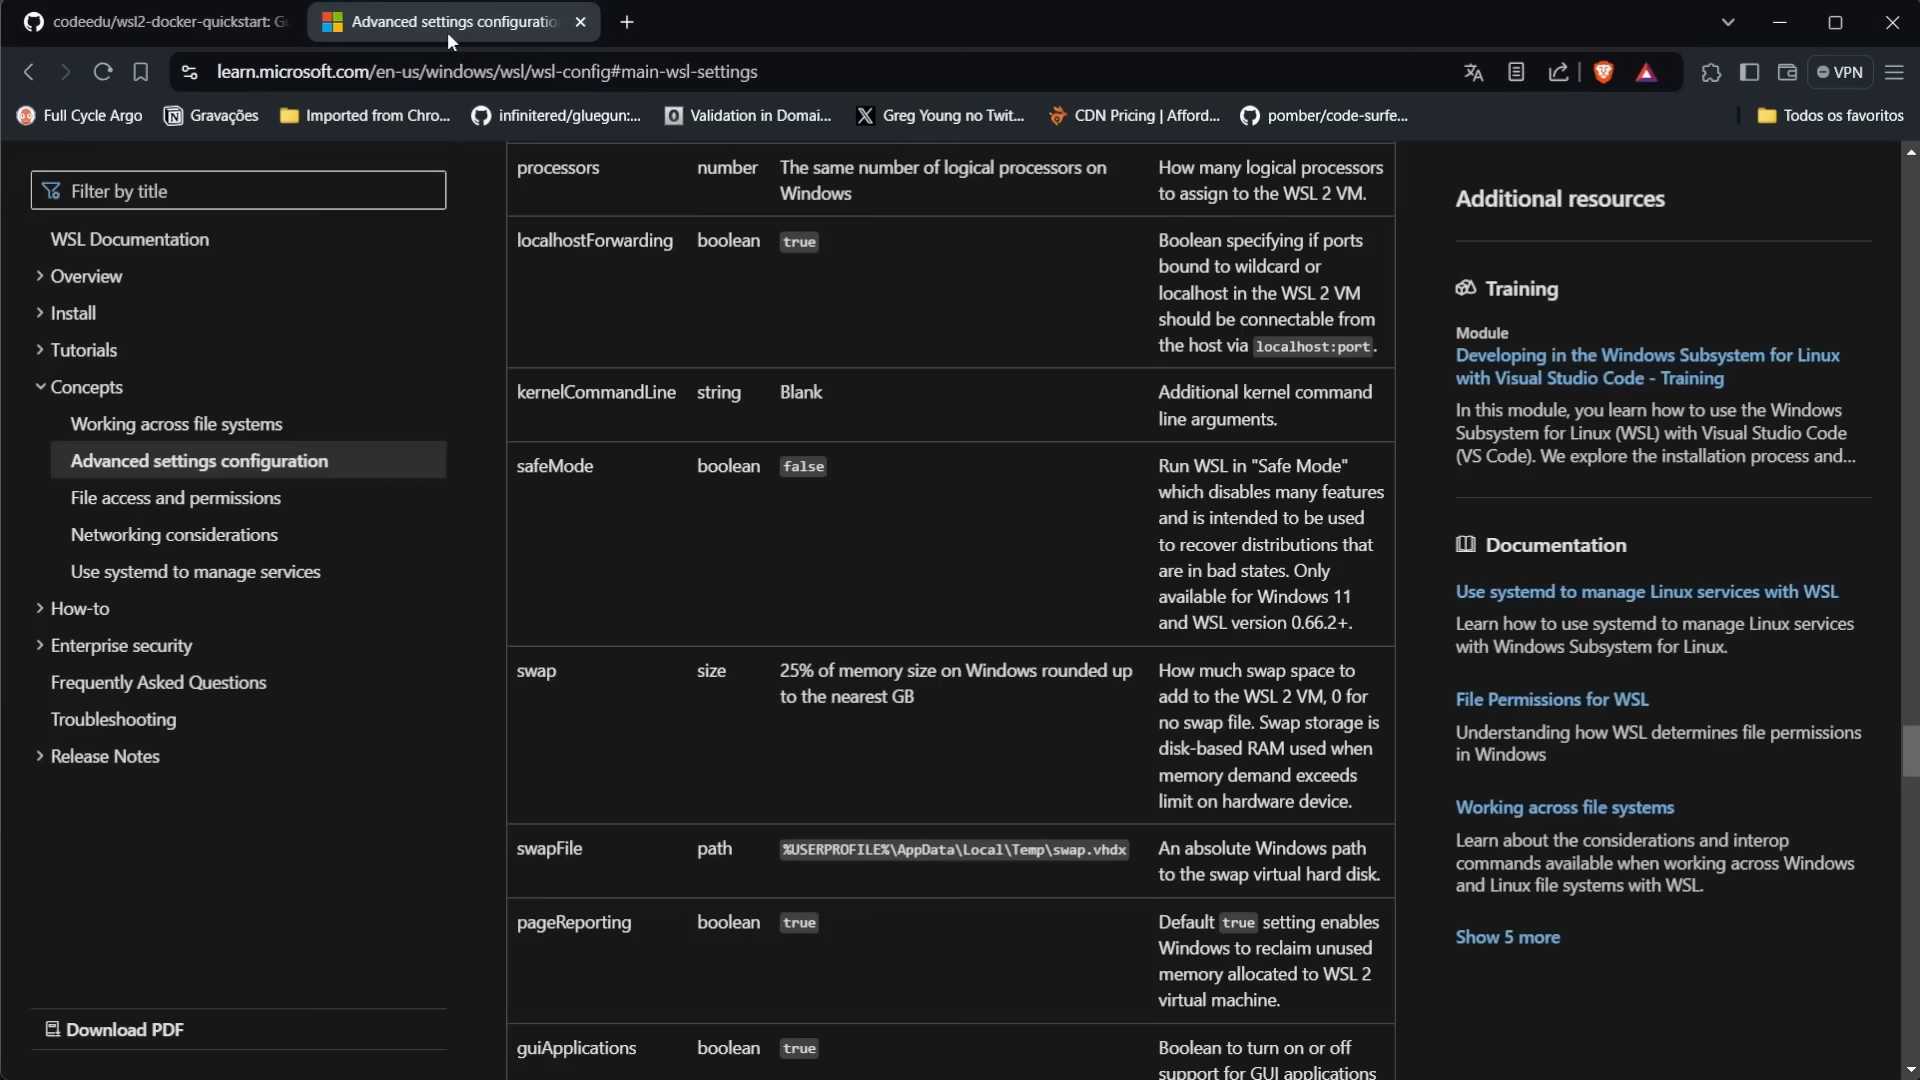 codeedu/wsl2-docker-quickstart: G
Advanced settings configuratio
learn.microsoft.com/en-us/windows/wsl/wsl-config#main-wsl-settings
VPN
Full Cycle Argo
Gravações
Imported from Chro...
infinitered/gluegun:...
Validation in Domai...
Greg Young no Twit...
CDN Pricing | Afford...
pomber/code-surfe...
Todos os favoritos
Filter by title
WSL Documentation
Overview
Install
Tutorials
Concepts
Working across file systems
Advanced settings configuration
File access and permissions
Networking considerations
Use systemd to manage services
How-to
Enterprise security
Frequently Asked Questions
Troubleshooting
Release Notes
Download PDF
processors number The same number of logical processors on How many logical processors
Windows to assign to the WSL 2 VM.
localhostForwarding boolean true Boolean specifying if ports
bound to wildcard or
localhost in the WSL 2 VM
should be connectable from
the host via localhost:port.
kernelCommandLine string Blank Additional kernel command
line arguments.
safeMode boolean false Run WSL in "Safe Mode"
which disables many features
and is intended to be used
to recover distributions that
are in bad states. Only
available for Windows 11
and WSL version 0.66.2+.
swap size 25% of memory size on Windows rounded up How much swap space to
to the nearest GB add to the WSL 2 VM, 0 for
no swap file. Swap storage is
disk-based RAM used when
memory demand exceeds
limit on hardware device.
swapFile path %USERPROFILE%\AppData\Local\Temp\swap.vhdx An absolute Windows path
to the swap virtual hard disk.
pageReporting boolean true Default true setting enables
Windows to reclaim unused
memory allocated to WSL 2
virtual machine.
guiApplications boolean true Boolean to turn on or off
support for GUI applications
Additional resources
Training
Module
Developing in the Windows Subsystem for Linux
with Visual Studio Code - Training
In this module, you learn how to use the Windows
Subsystem for Linux (WSL) with Visual Studio Code
(VS Code). We explore the installation process and...
Documentation
Use systemd to manage Linux services with WSL
Learn how to use systemd to manage Linux services
with Windows Subsystem for Linux.
File Permissions for WSL
Understanding how WSL determines file permissions
in Windows
Working across file systems
Learn about the considerations and interop
commands available when working across Windows
and Linux file systems with WSL.
Show 5 more